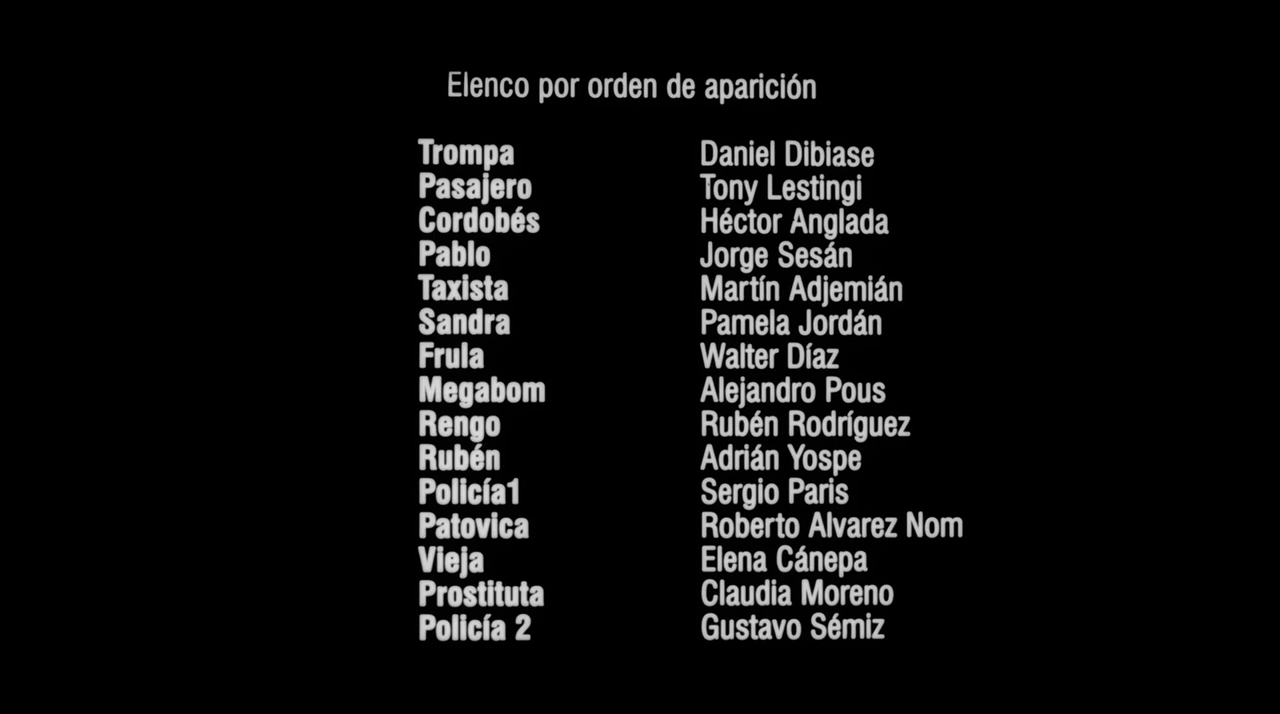 Elenco por orden de aparición
Trompa Daniel Dibiase
Pasajero Tony Lestingi
Cordobés Héctor Anglada
Pablo Jorge Sesán
Taxista Martín Adjemián
Sandra Pamela Jordán
Frula Walter Díaz
Megabom Alejandro Pous
Rengo Rubén Rodríguez
Rubén Adrián Yospe
Policía1 Sergio Paris
Patovica Roberto Alvarez Nom
Vieja Elena Cánepa
Prostituta Claudia Moreno
Policía 2 Gustavo Sémiz